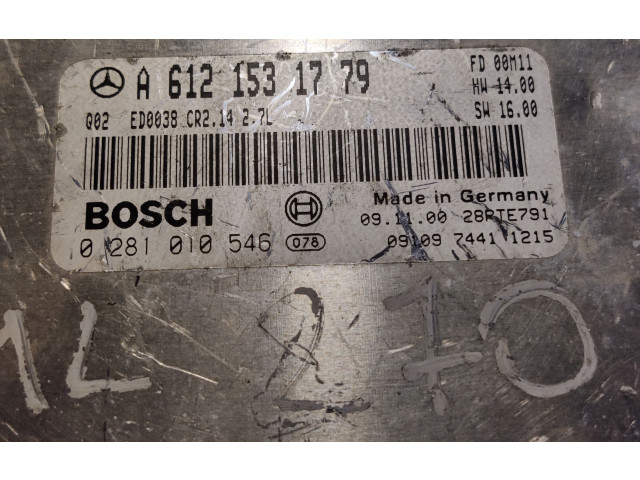 A 612 153 17 79
FD 00M11
HW 14.00
G02 ED0038 CR2.14 2.7L
SW 16.00
BOSCH
Made in Germany
09.11.00 28RTE791
0 281 010 546 078
09109 7441 1215
ML 270